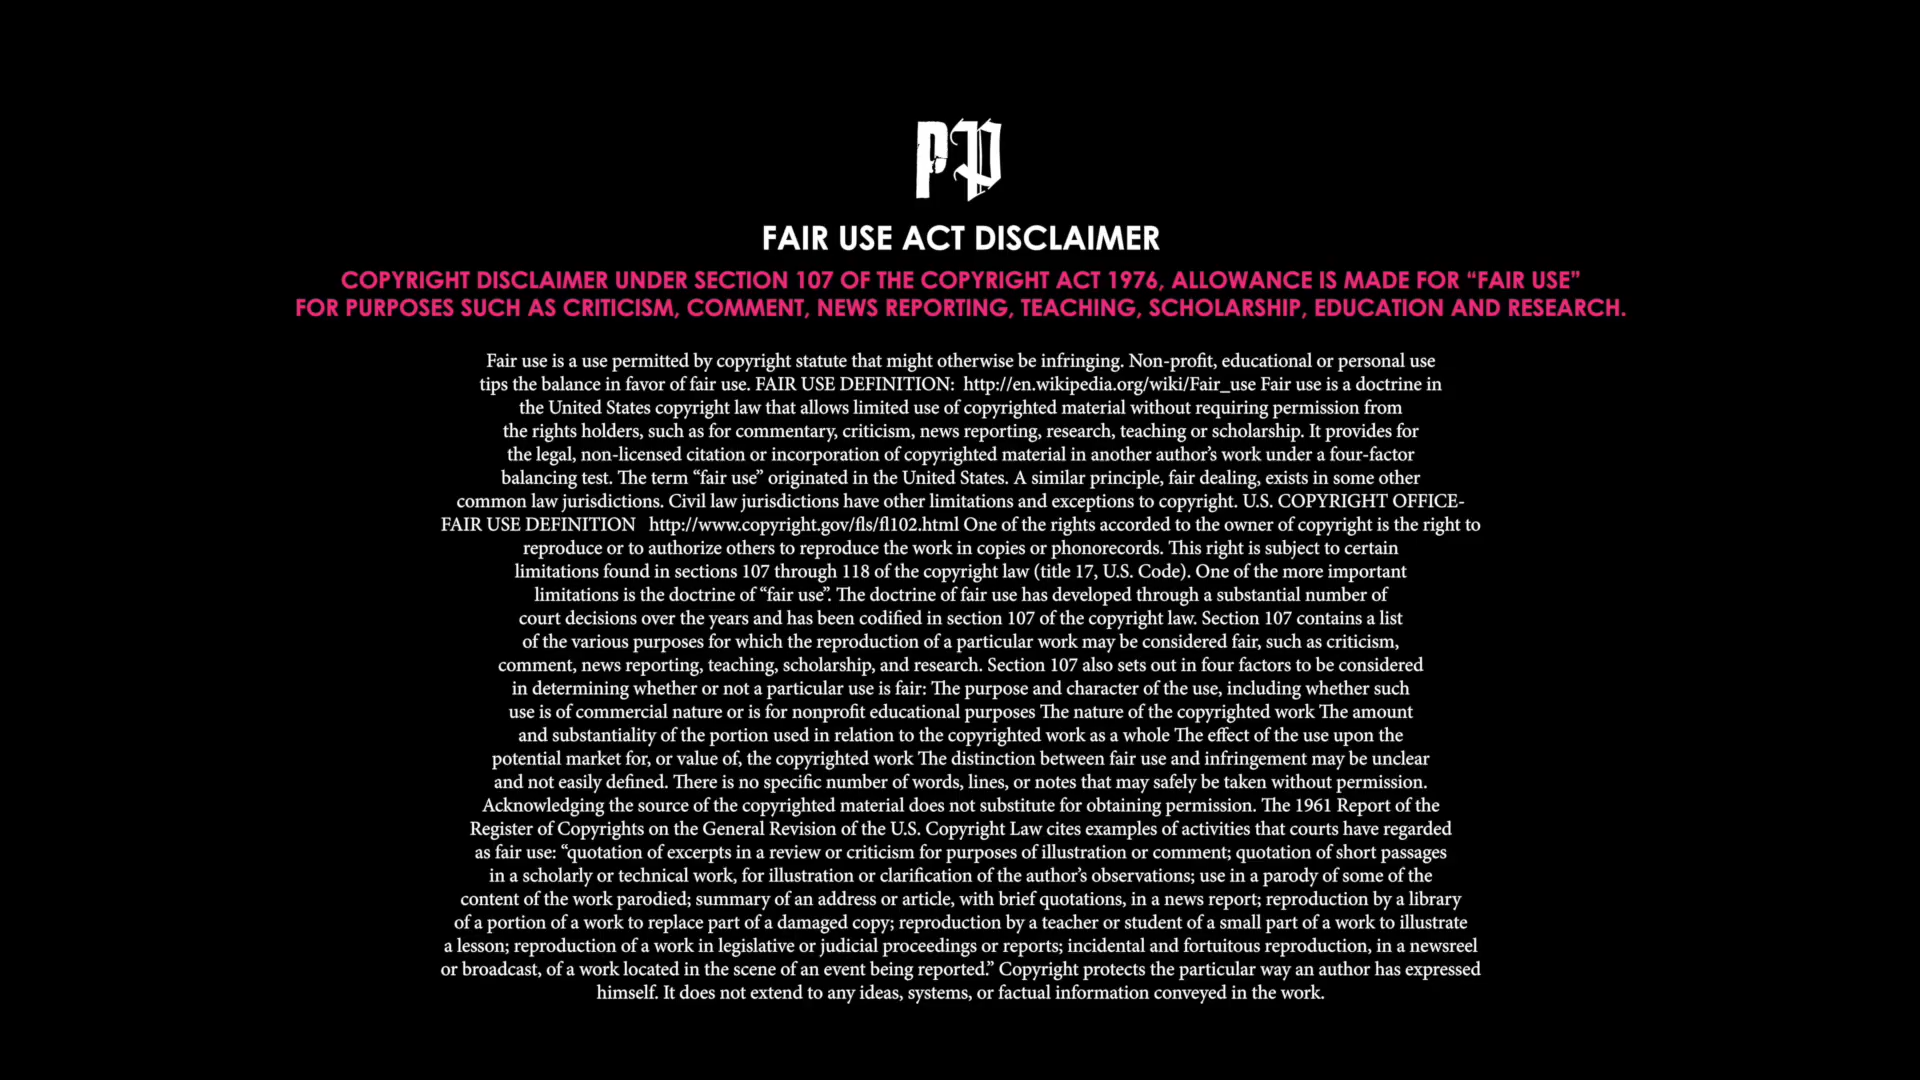 PP
FAIR USE ACT DISCLAIMER
COPYRIGHT DISCLAIMER UNDER SECTION 107 OF THE COPYRIGHT ACT 1976, ALLOWANCE IS MADE FOR “FAIR USE”
FOR PURPOSES SUCH AS CRITICISM, COMMENT, NEWS REPORTING, TEACHING, SCHOLARSHIP, EDUCATION AND RESEARCH.
Fair use is a use permitted by copyright statute that might otherwise be infringing. Non-profit, educational or personal use
tips the balance in favor of fair use. FAIR USE DEFINITION: http://en.wikipedia.org/wiki/Fair_use Fair use is a doctrine in
the United States copyright law that allows limited use of copyrighted material without requiring permission from
the rights holders, such as for commentary, criticism, news reporting, research, teaching or scholarship. It provides for
the legal, non-licensed citation or incorporation of copyrighted material in another author’s work under a four-factor
balancing test. The term “fair use” originated in the United States. A similar principle, fair dealing, exists in some other
common law jurisdictions. Civil law jurisdictions have other limitations and exceptions to copyright. U.S. COPYRIGHT OFFICE-
FAIR USE DEFINITION http://www.copyright.gov/fls/fl102.html One of the rights accorded to the owner of copyright is the right to
reproduce or to authorize others to reproduce the work in copies or phonorecords. This right is subject to certain
limitations found in sections 107 through 118 of the copyright law (title 17, U.S. Code). One of the more important
limitations is the doctrine of “fair use”. The doctrine of fair use has developed through a substantial number of
court decisions over the years and has been codified in section 107 of the copyright law. Section 107 contains a list
of the various purposes for which the reproduction of a particular work may be considered fair, such as criticism,
comment, news reporting, teaching, scholarship, and research. Section 107 also sets out in four factors to be considered
in determining whether or not a particular use is fair: The purpose and character of the use, including whether such
use is of commercial nature or is for nonprofit educational purposes The nature of the copyrighted work The amount
and substantiality of the portion used in relation to the copyrighted work as a whole The effect of the use upon the
potential market for, or value of, the copyrighted work The distinction between fair use and infringement may be unclear
and not easily defined. There is no specific number of words, lines, or notes that may safely be taken without permission.
Acknowledging the source of the copyrighted material does not substitute for obtaining permission. The 1961 Report of the
Register of Copyrights on the General Revision of the U.S. Copyright Law cites examples of activities that courts have regarded
as fair use: “quotation of excerpts in a review or criticism for purposes of illustration or comment; quotation of short passages
in a scholarly or technical work, for illustration or clarification of the author’s observations; use in a parody of some of the
content of the work parodied; summary of an address or article, with brief quotations, in a news report; reproduction by a library
of a portion of a work to replace part of a damaged copy; reproduction by a teacher or student of a small part of a work to illustrate
a lesson; reproduction of a work in legislative or judicial proceedings or reports; incidental and fortuitous reproduction, in a newsreel
or broadcast, of a work located in the scene of an event being reported.” Copyright protects the particular way an author has expressed
himself. It does not extend to any ideas, systems, or factual information conveyed in the work.